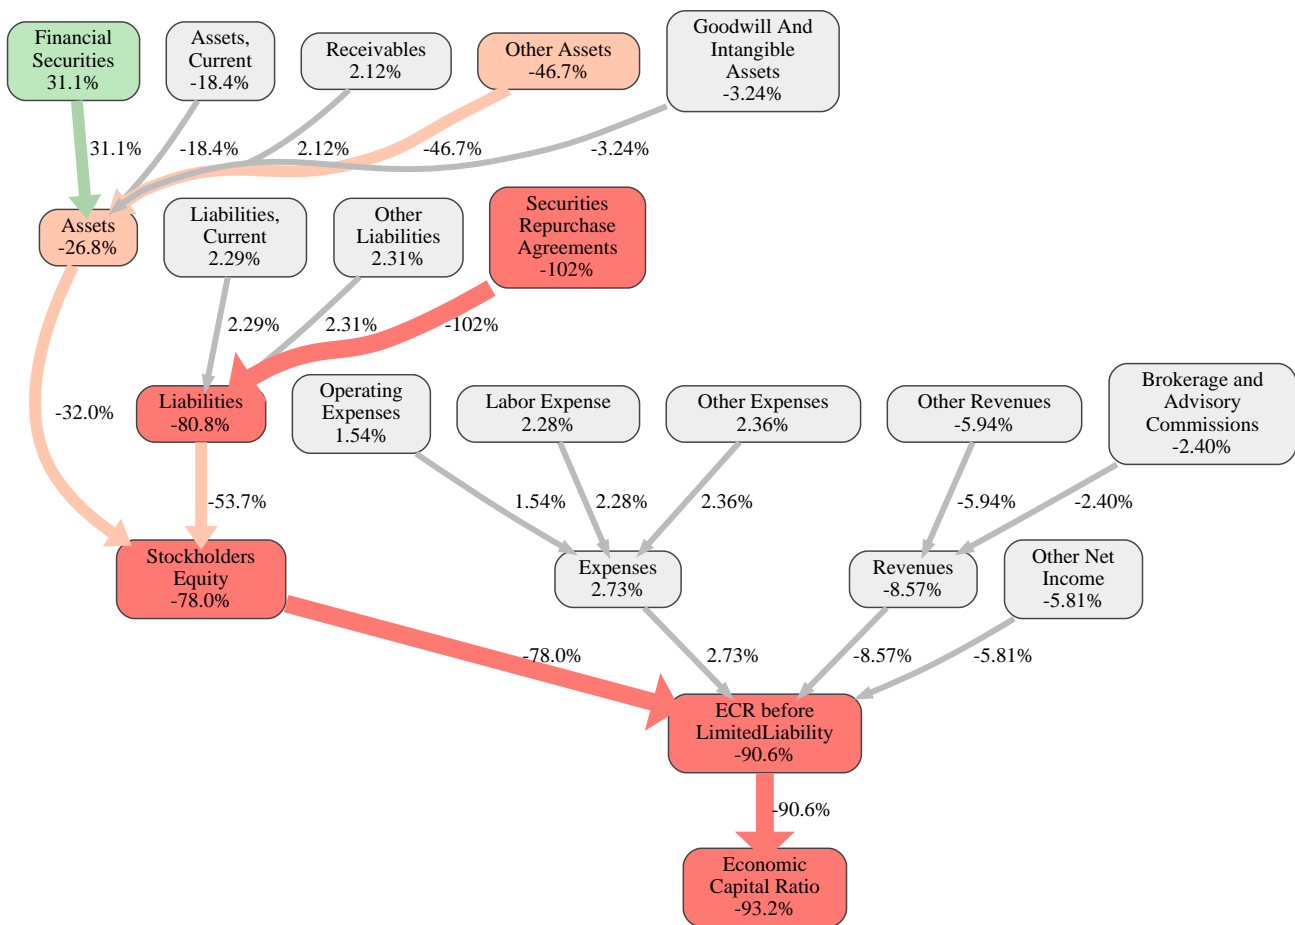 Financial
Securities
31.1%
Assets,
Current
-18.4%
Receivables
2.12%
Other Assets
-46.7%
Goodwill And
Intangible
Assets
-3.24%
31.1%
-18.4%
2.12%
-46.7%
-3.24%
Assets
-26.8%
Liabilities,
Current
2.29%
Other
Liabilities
2.31%
Securities
Repurchase
Agreements
-102%
2.29%
2.31%
-102%
-32.0%
Liabilities
-80.8%
Operating
Expenses
1.54%
Labor Expense
2.28%
Other Expenses
2.36%
Other Revenues
-5.94%
Brokerage and
Advisory
Commissions
-2.40%
-53.7%
1.54%
2.28%
2.36%
-5.94%
-2.40%
Stockholders
Equity
-78.0%
Expenses
2.73%
Revenues
-8.57%
Other Net
Income
-5.81%
-78.0%
2.73%
-8.57%
-5.81%
ECR before
LimitedLiability
-90.6%
-90.6%
Economic
Capital Ratio
-93.2%